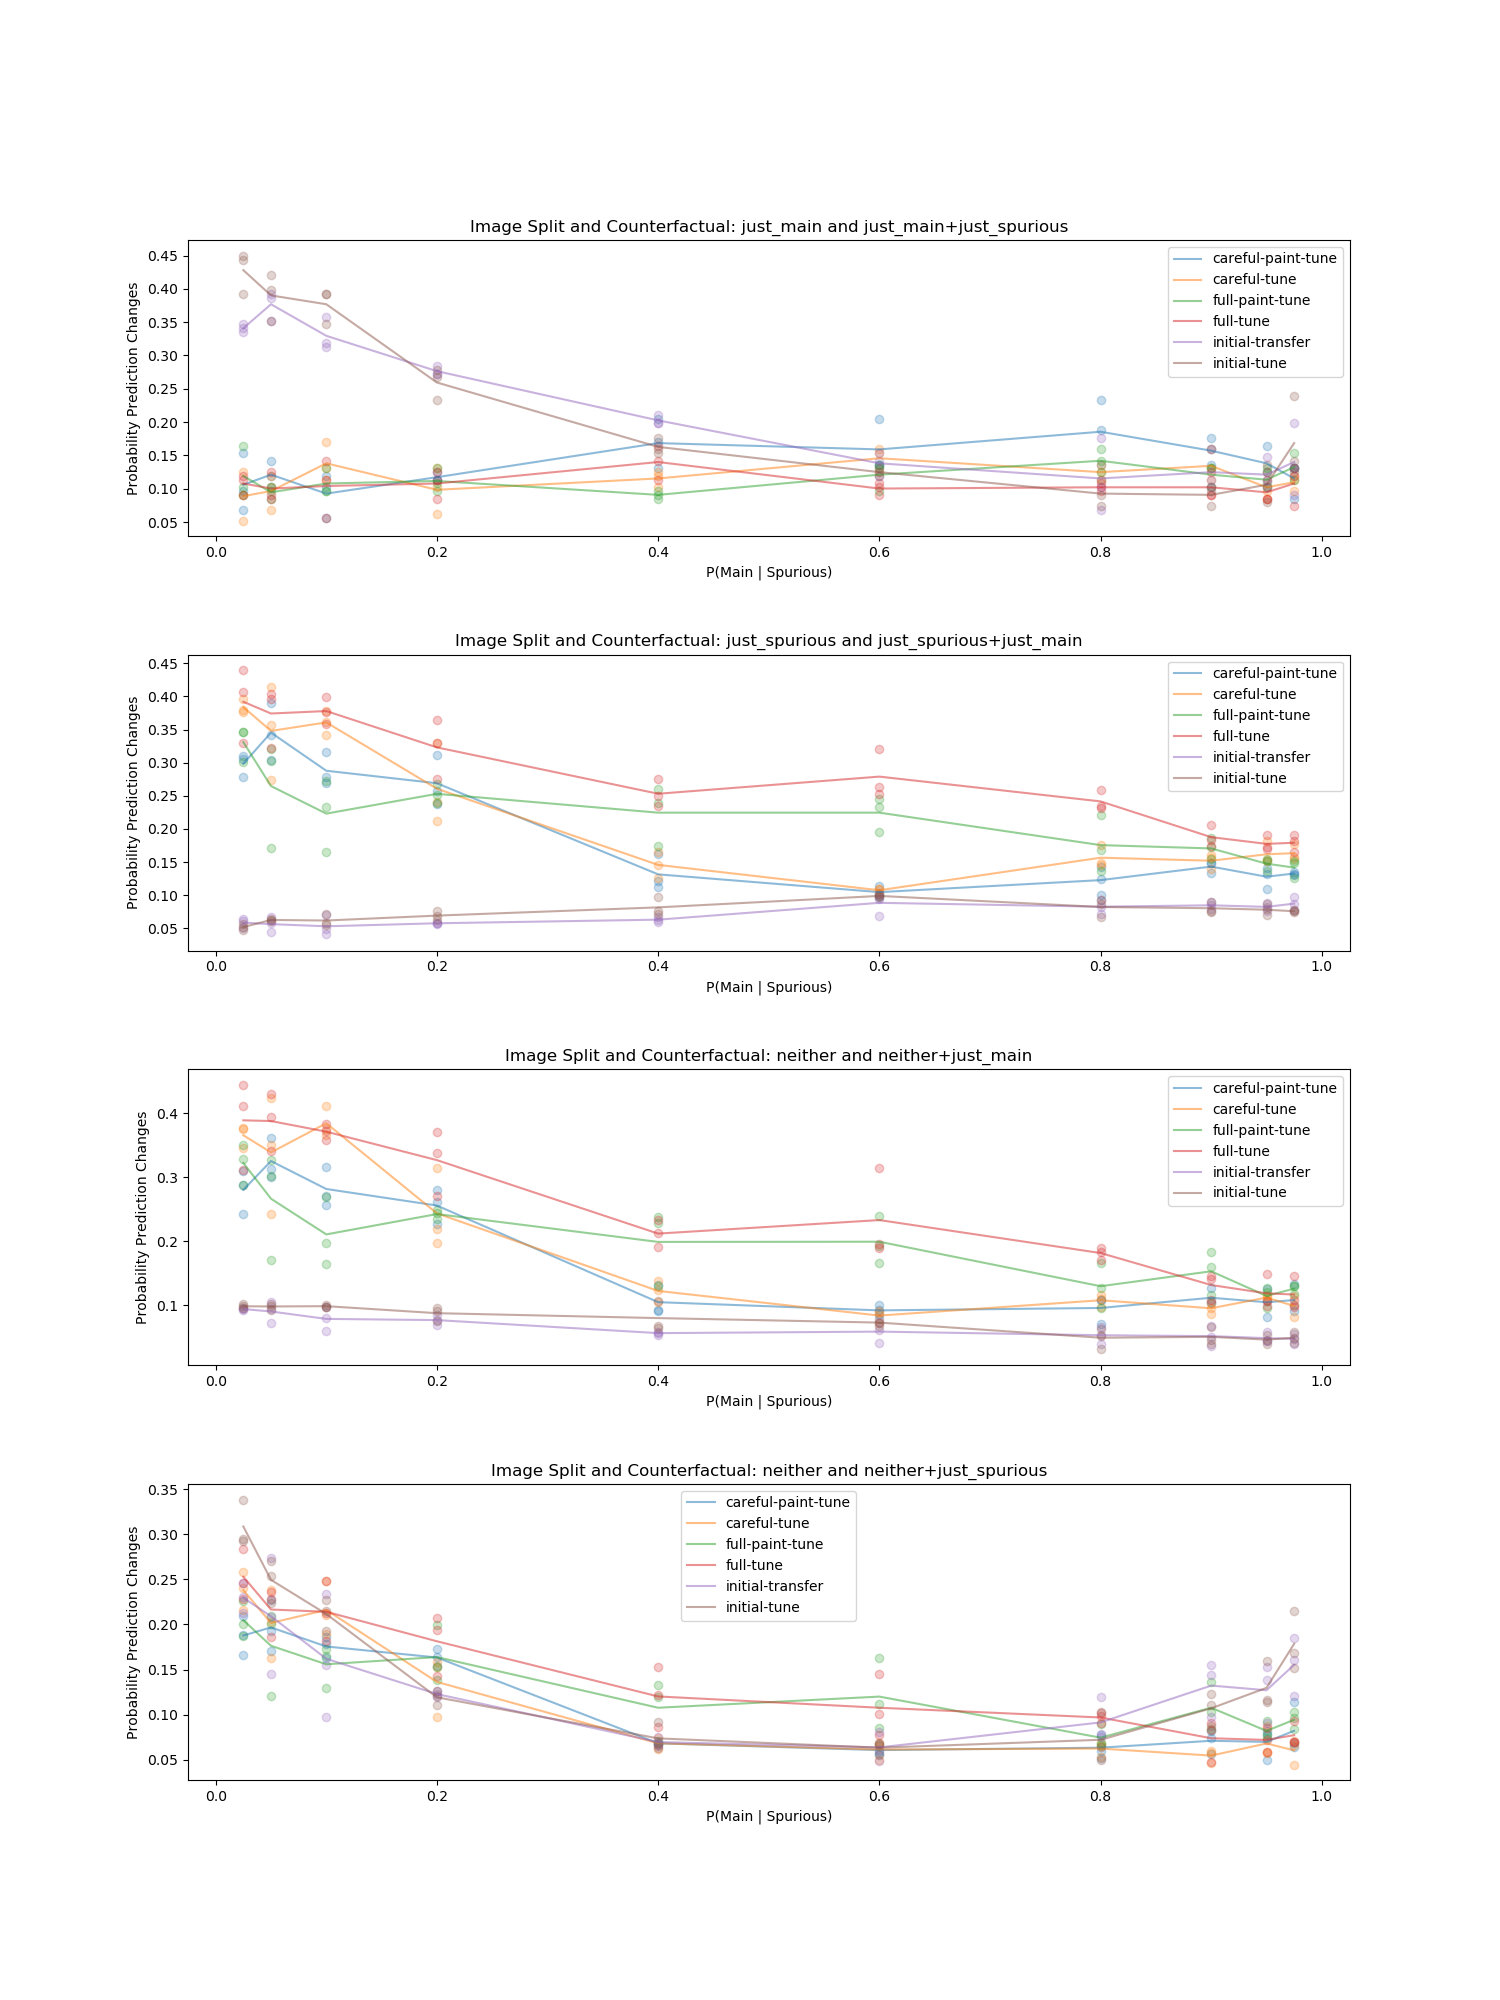 Image Split and Counterfactual: just_main and just_main+just_spurious
Probability Prediction Changes
0.45
0.40
0.35
0.30
0.25
0.20
0.15
0.10
0.05
careful-paint-tune
careful-tune
full-paint-tune
full-tune
initial-transfer
initial-tune
0.0 0.2 0.4 0.6 0.8 1.0
P(Main | Spurious)
Image Split and Counterfactual: just_spurious and just_spurious+just_main
Probability Prediction Changes
0.45
0.40
0.35
0.30
0.25
0.20
0.15
0.10
0.05
careful-paint-tune
careful-tune
full-paint-tune
full-tune
initial-transfer
initial-tune
0.0 0.2 0.4 0.6 0.8 1.0
P(Main | Spurious)
Image Split and Counterfactual: neither and neither+just_main
Probability Prediction Changes
0.4
0.3
0.2
0.1
careful-paint-tune
careful-tune
full-paint-tune
full-tune
initial-transfer
initial-tune
0.0 0.2 0.4 0.6 0.8 1.0
P(Main | Spurious)
Image Split and Counterfactual: neither and neither+just_spurious
Probability Prediction Changes
0.35
0.30
0.25
0.20
0.15
0.10
0.05
careful-paint-tune
careful-tune
full-paint-tune
full-tune
initial-transfer
initial-tune
0.0 0.2 0.4 0.6 0.8 1.0
P(Main | Spurious)